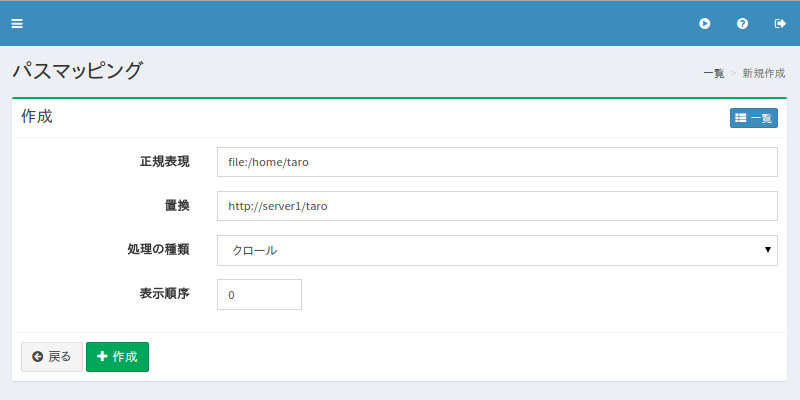 パスマッピング
一覧 > 新規作成
作成
一覧
正規表現 file:/home/taro
置換 http://server1/taro
処理の種類 クロール
表示順序 0
戻る 作成